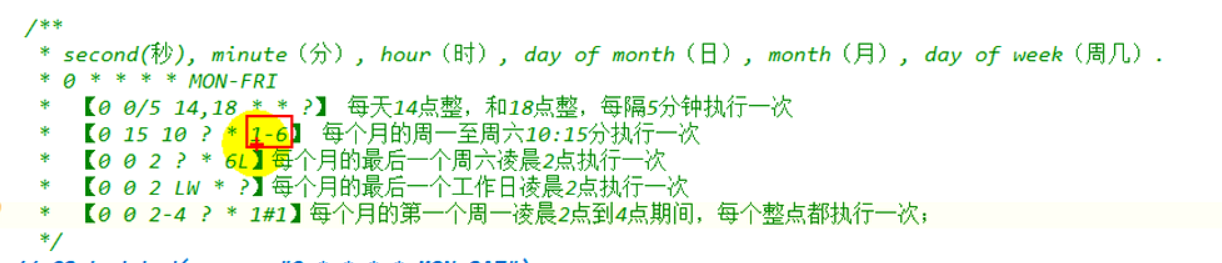 /**
* second(秒), minute（分）, hour（时）, day of month（日）, month（月）, day of week（周几）.
* 0 * * * * MON-FRI
* 【0 0/5 14,18 * * ?】 每天14点整，和18点整，每隔5分钟执行一次
* 【0 15 10 ? * 1-6】 每个月的周一至周六10:15分执行一次
* 【0 0 2 ? * 6L】每个月的最后一个周六凌晨2点执行一次
* 【0 0 2 LW * ?】每个月的最后一个工作日凌晨2点执行一次
* 【0 0 2-4 ? * 1#1】每个月的第一个周一凌晨2点到4点期间，每个整点都执行一次；
*/